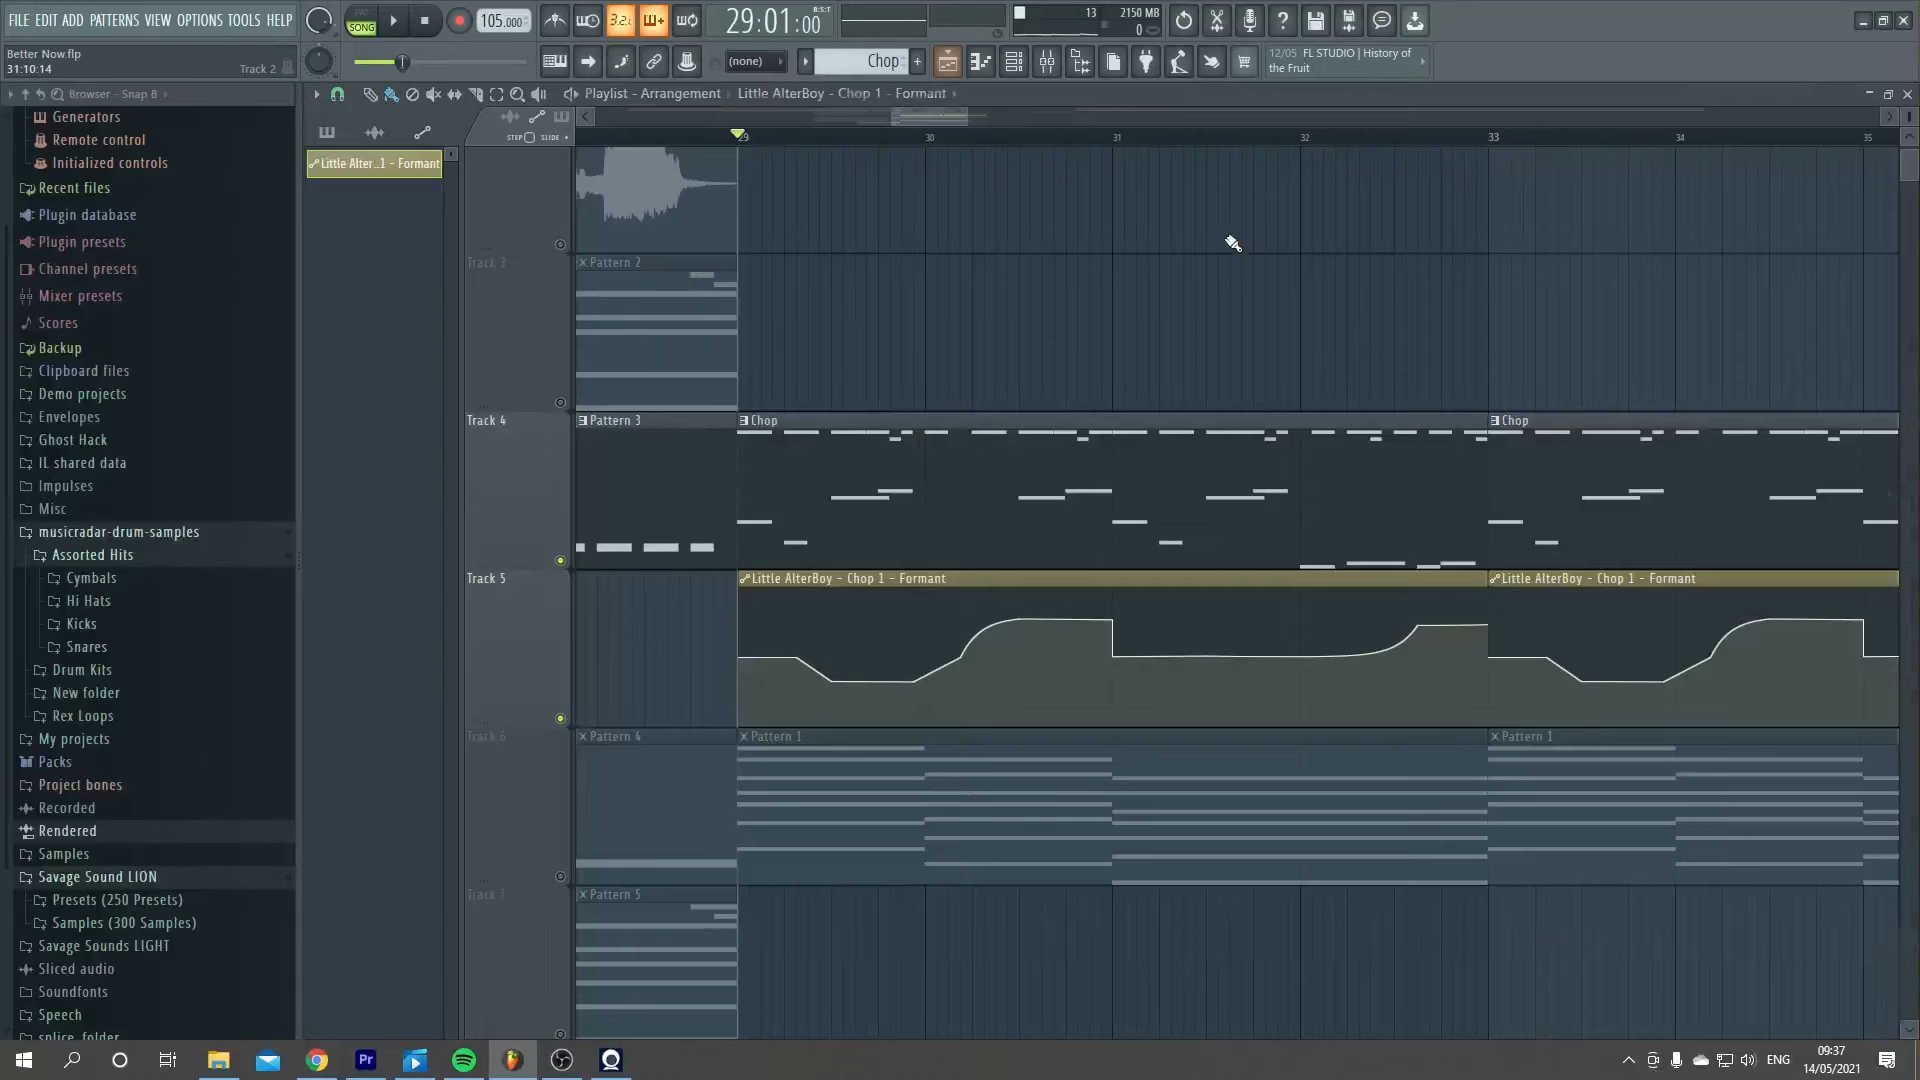 FILE EDIT ADD PATTERNS VIEW OPTIONS TOOLS HELP
PAT
SONG
105.000
3.2.
29:01:00
B:S:T
13
2150 MB
0
Better Now.flp
31:10:14
Track 2
(none)
Chop
12/05 FL STUDIO | History of
the Fruit
Browser - Snap 8
Playlist - Arrangement
Little AlterBoy - Chop 1 - Formant
STEP
SLIDE
29
30
31
32
33
34
35
Generators
Remote control
Initialized controls
Recent files
Plugin database
Plugin presets
Channel presets
Mixer presets
Scores
Backup
Clipboard files
Demo projects
Envelopes
Ghost Hack
IL shared data
Impulses
Misc
musicradar-drum-samples
Assorted Hits
Cymbals
Hi Hats
Kicks
Snares
Drum Kits
New folder
Rex Loops
My projects
Packs
Project bones
Recorded
Rendered
Samples
Savage Sound LION
Presets (250 Presets)
Samples (300 Samples)
Savage Sounds LIGHT
Sliced audio
Soundfonts
Speech
splice_folder
Little Alter..1 - Formant
Track 3
Pattern 2
Track 4
Pattern 3
Chop
Chop
Track 5
Little AlterBoy - Chop 1 - Formant
Little AlterBoy - Chop 1 - Formant
Track 6
Pattern 4
Pattern 1
Pattern 1
Track 7
Pattern 5
Pr
ENG
09:37
14/05/2021